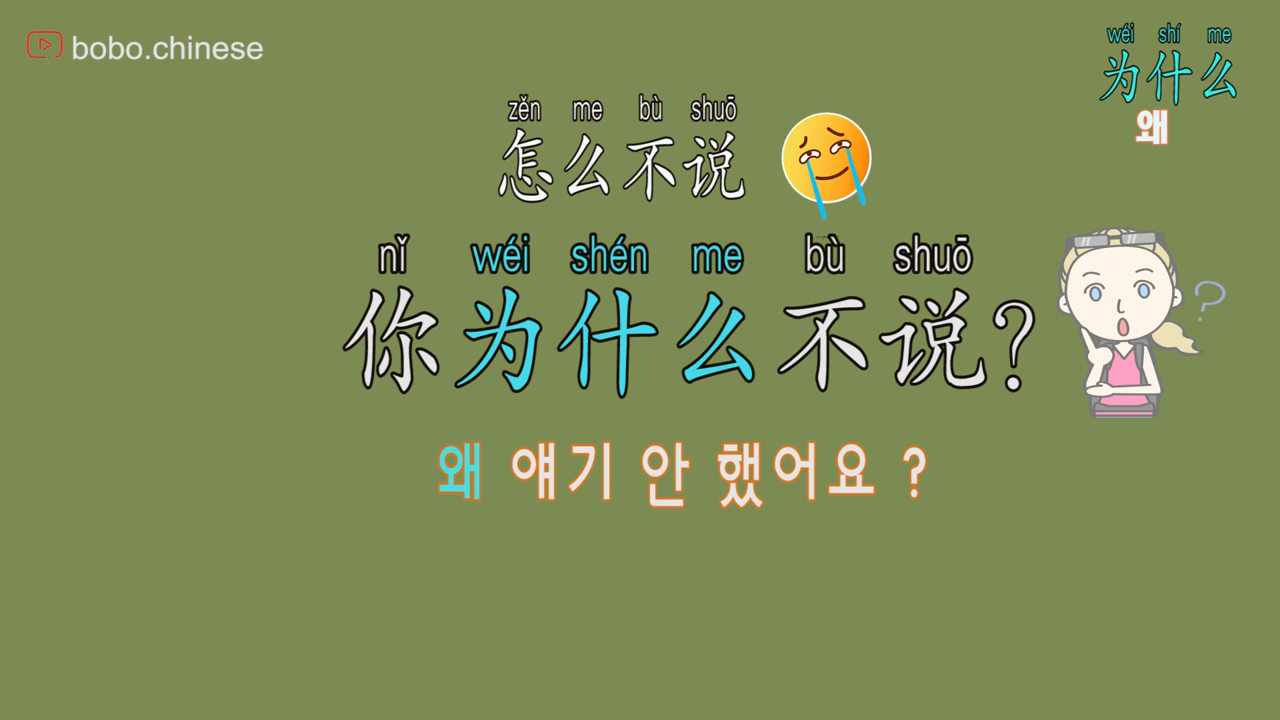 bobo.chinese
wéi shí me
为什么
왜
zěn me bù shuō
怎么不说
nǐ wéi shén me bù shuō
你为什么不说?
왜 얘기 안 했어요 ?
?